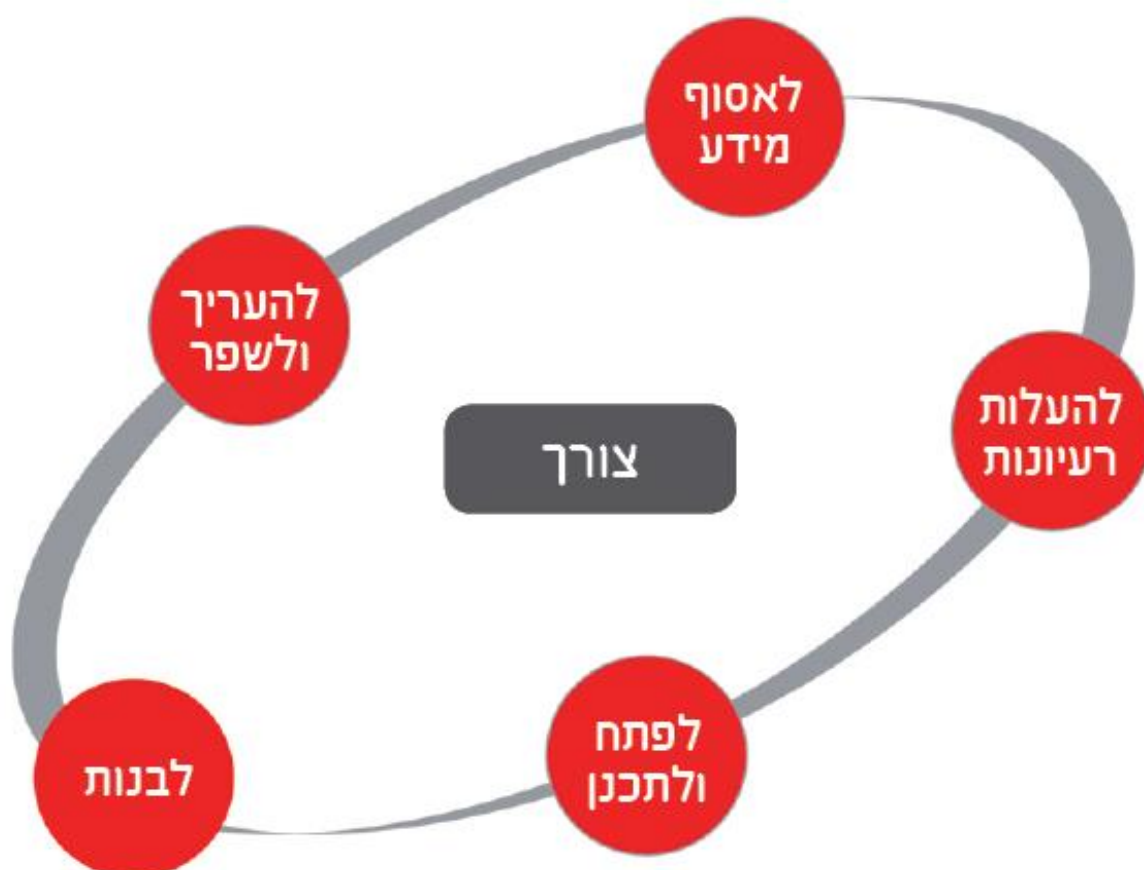 לאסוף
מידע
להעריך
ולשפר
להעלות
רעיונות
צורך
לפתח
ולתכנן
לבנות